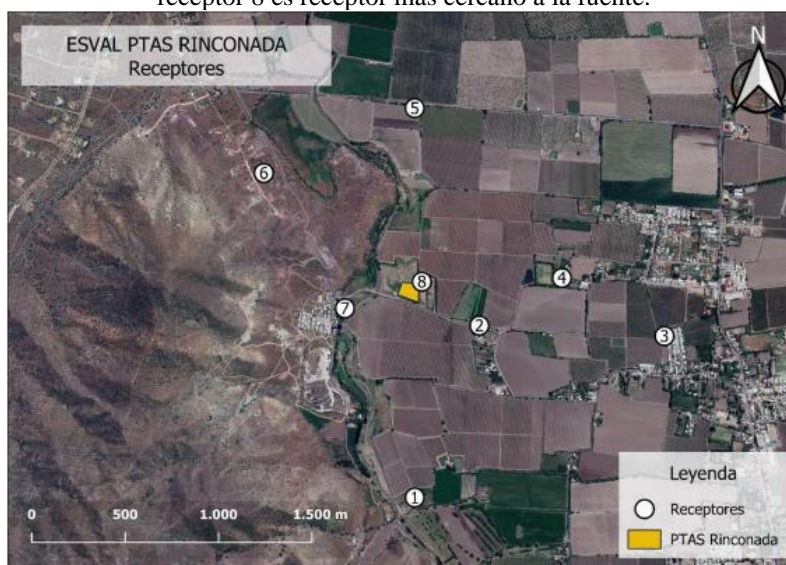 receptor 8 es receptor más cercano a la fuente.
ESVAL PTAS RINCONADA
Receptores
N
5
6
8
4
7
2
3
1
Leyenda
Receptores
PTAS Rinconada
0 500 1.000 1.500 m